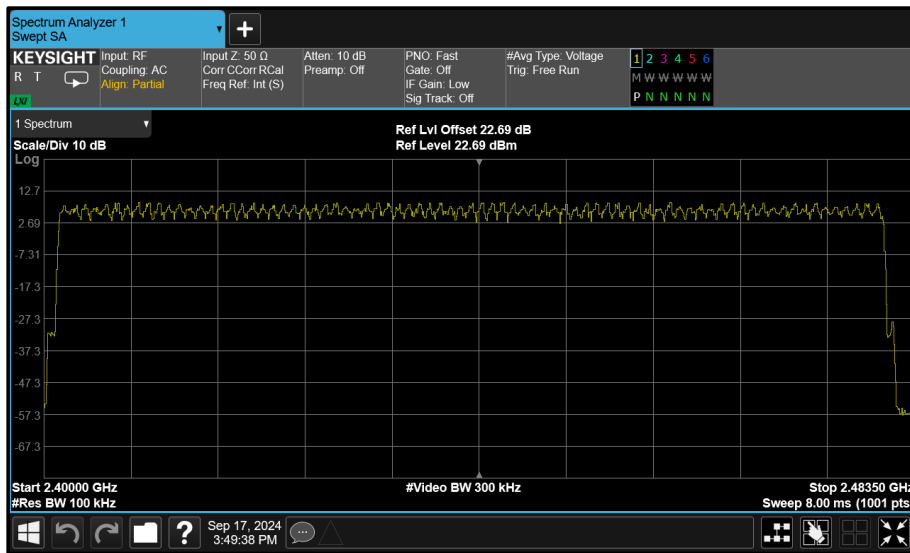 Spectrum Analyzer 1
Swept SA
+
KEYSIGHT
R T
LXI
Input: RF
Coupling: AC
Align: Partial
Input Z: 50 Ω
Corr CCorr RCal
Freq Ref: Int (S)
Atten: 10 dB
Preamp: Off
PNO: Fast
Gate: Off
IF Gain: Low
Sig Track: Off
#Avg Type: Voltage
Trig: Free Run
1 2 3 4 5 6
M W W W W W
P N N N N N
1 Spectrum
Scale/Div 10 dB
Ref Lvl Offset 22.69 dB
Ref Level 22.69 dBm
Log
12.7
2.69
-7.31
-17.3
-27.3
-37.3
-47.3
-57.3
-67.3
Start 2.40000 GHz
#Res BW 100 kHz
#Video BW 300 kHz
Stop 2.48350 GHz
Sweep 8.00 ms (1001 pts
?
Sep 17, 2024
3:49:38 PM